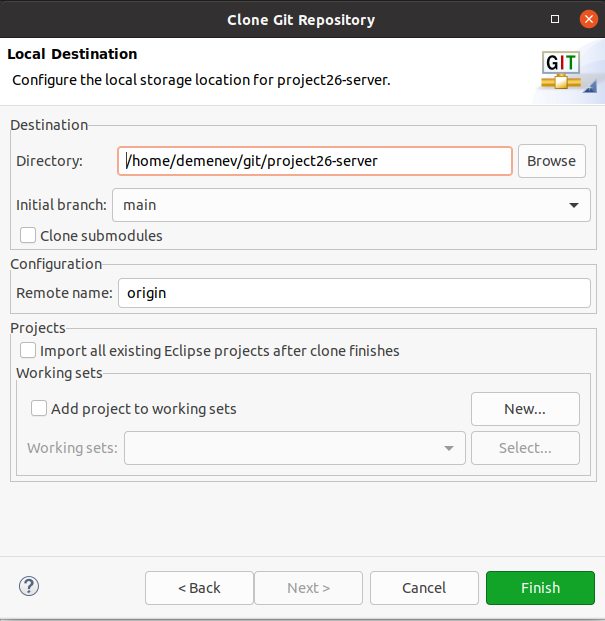 Clone Git Repository
Local Destination
Configure the local storage location for project26-server.
GIT
Destination
Directory: /home/demenev/git/project26-server Browse
Initial branch: main
Clone submodules
Configuration
Remote name: origin
Projects
Import all existing Eclipse projects after clone finishes
Working sets
Add project to working sets New...
Working sets: Select...
? < Back Next > Cancel Finish